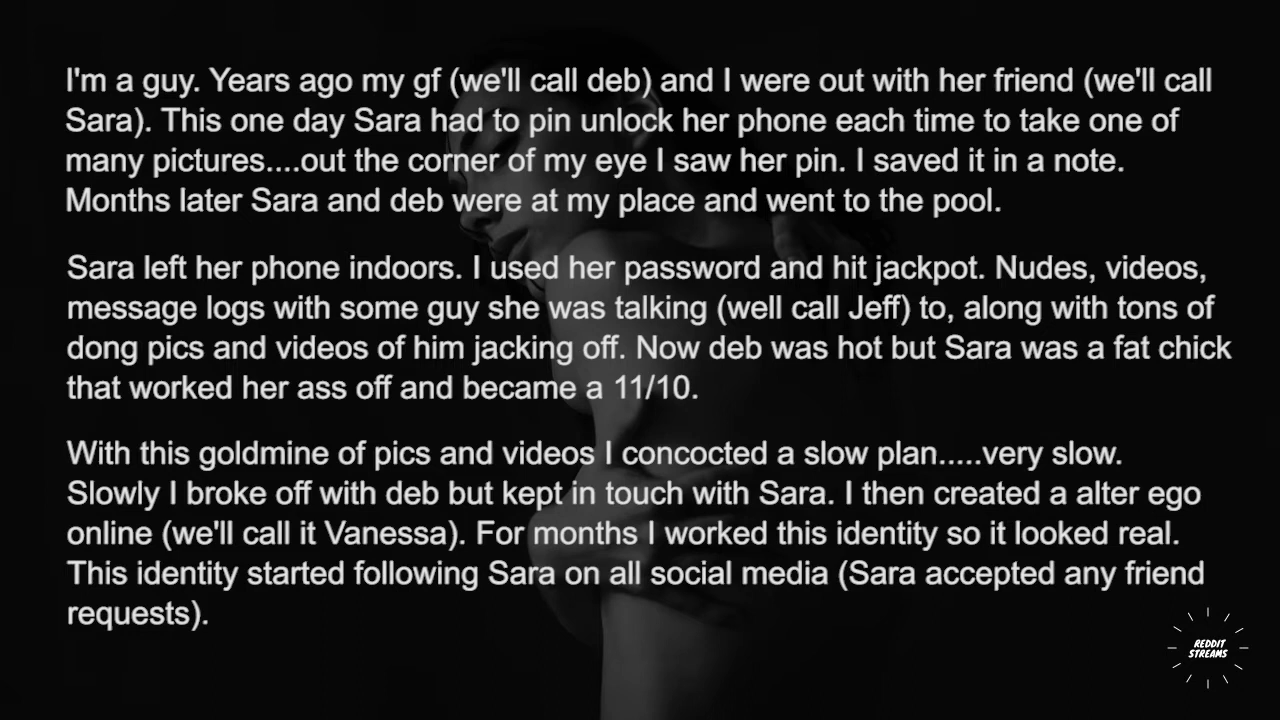 I'm a guy. Years ago my gf (we'll call deb) and I were out with her friend (we'll call
Sara). This one day Sara had to pin unlock her phone each time to take one of
many pictures....out the corner of my eye I saw her pin. I saved it in a note.
Months later Sara and deb were at my place and went to the pool.
Sara left her phone indoors. I used her password and hit jackpot. Nudes, videos,
message logs with some guy she was talking (well call Jeff) to, along with tons of
dong pics and videos of him jacking off. Now deb was hot but Sara was a fat chick
that worked her ass off and became a 11/10.
With this goldmine of pics and videos I concocted a slow plan.....very slow.
Slowly I broke off with deb but kept in touch with Sara. I then created a alter ego
online (we'll call it Vanessa). For months I worked this identity so it looked real.
This identity started following Sara on all social media (Sara accepted any friend
requests).
REDDIT
STREAMS